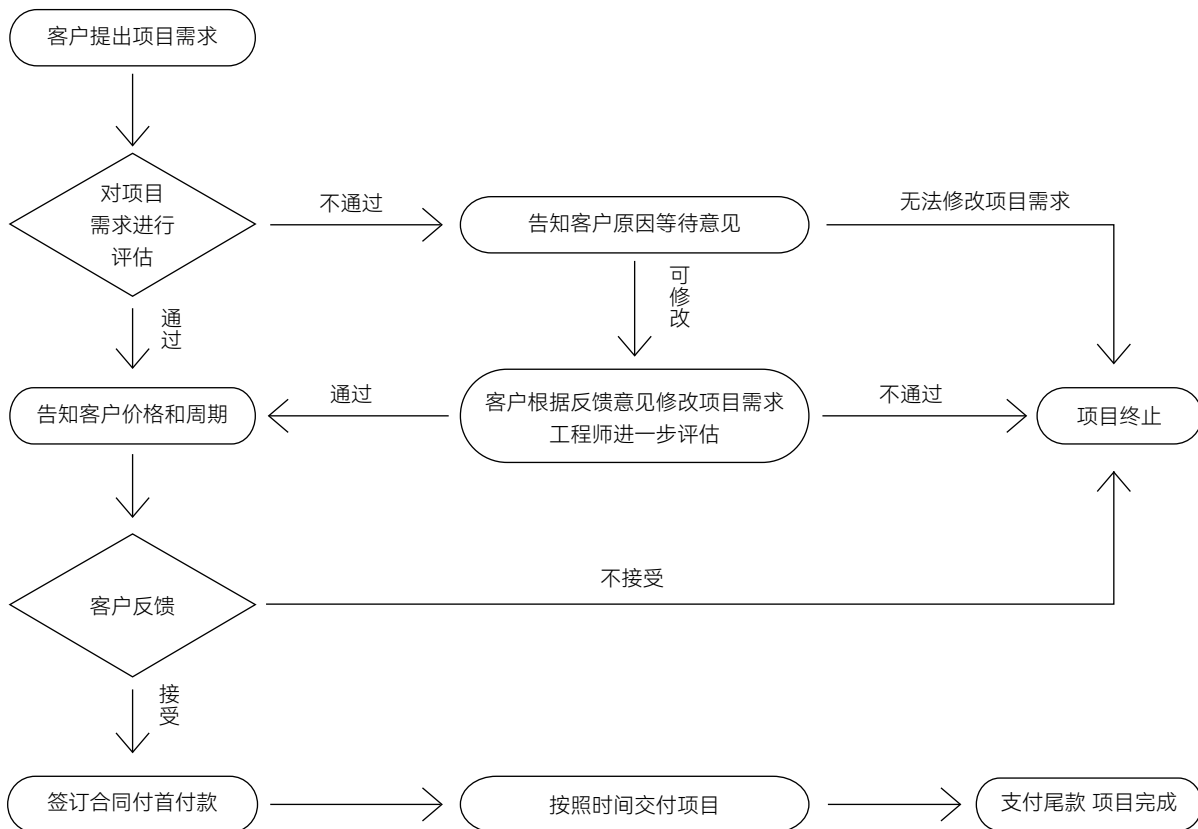 客户提出项目需求
对项目
需求进行
评估
不通过
告知客户原因等待意见
无法修改项目需求
通过
可修改
告知客户价格和周期
通过
客户根据反馈意见修改项目需求
工程师进一步评估
不通过
项目终止
客户反馈
不接受
接受
签订合同付首付款
按照时间交付项目
支付尾款 项目完成